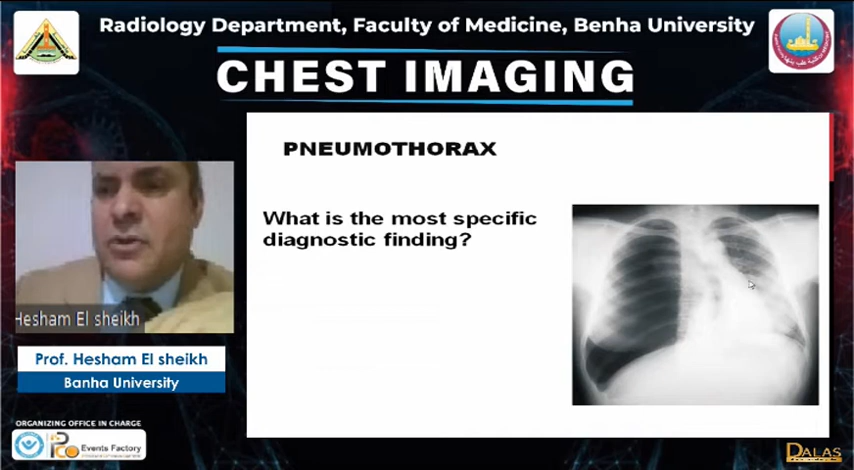 Radiology Department, Faculty of Medicine, Benha University
CHEST IMAGING
PNEUMOTHORAX
What is the most specific
diagnostic finding?
Hesham El sheikh
Prof. Hesham El sheikh
Banha University
ORGANIZING OFFICE IN CHARGE
Events Factory
DALAS